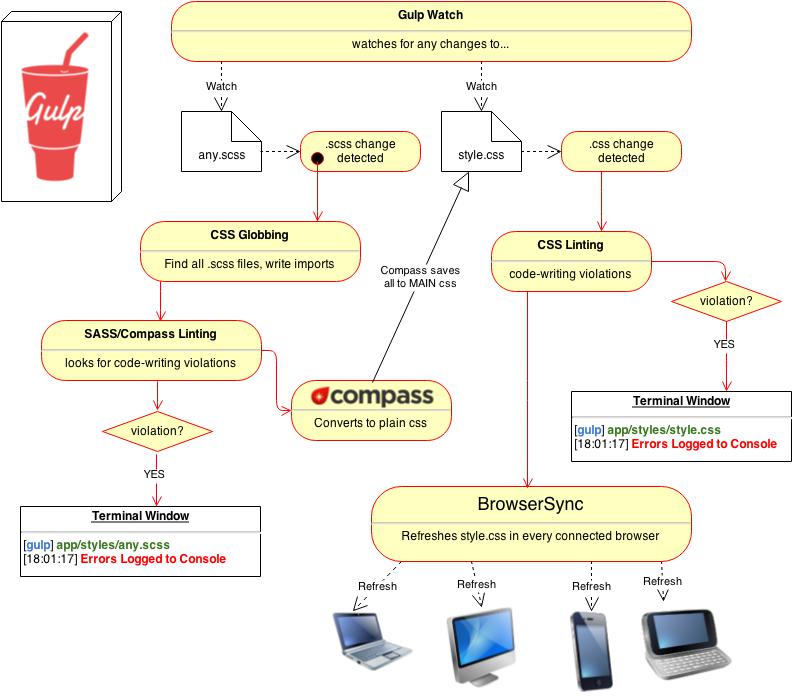 Gulp Watch
watches for any changes to...
Gulp
Watch
Watch
any.scss
.scss change
detected
style.css
.css change
detected
CSS Globbing
Find all .scss files, write imports
CSS Linting
code-writing violations
Compass saves
all to MAIN css
violation?
YES
SASS/Compass Linting
looks for code-writing violations
compass
Converts to plain css
Terminal Window
[gulp] app/styles/style.css
[18:01:17] Errors Logged to Console
violation?
YES
Terminal Window
[gulp] app/styles/any.scss
[18:01:17] Errors Logged to Console
BrowserSync
Refreshes style.css in every connected browser
Refresh
Refresh
Refresh
Refresh